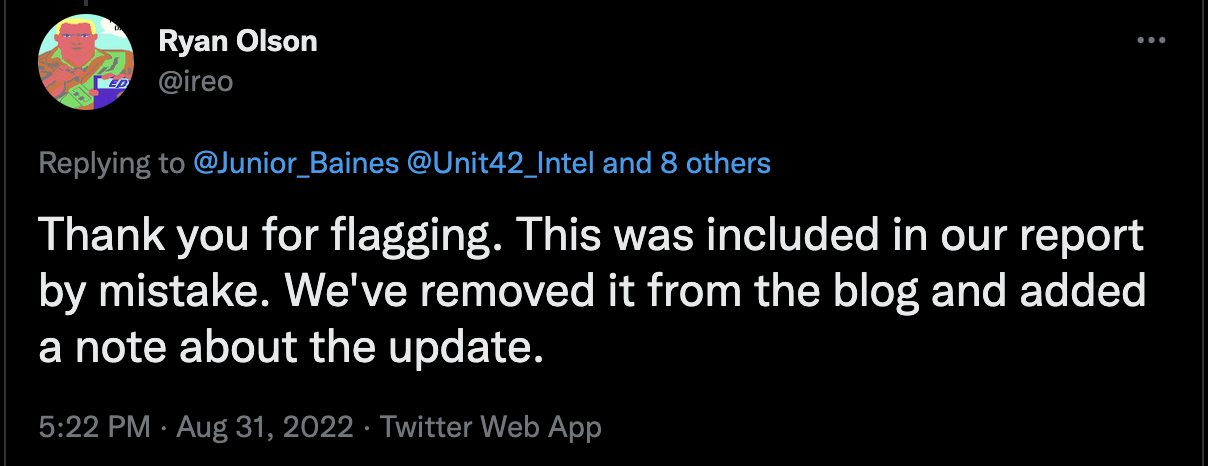 Ryan Olson
@ireo
Replying to @Junior_Baines @Unit42_Intel and 8 others
Thank you for flagging. This was included in our report
by mistake. We've removed it from the blog and added
a note about the update.
5:22 PM · Aug 31, 2022 · Twitter Web App